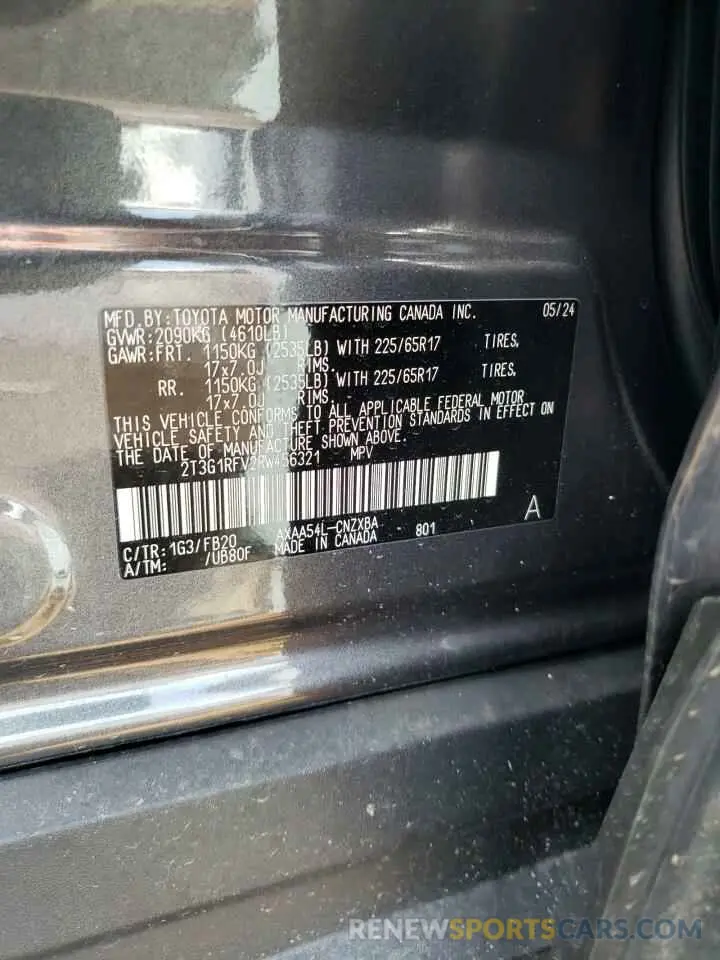 MFD.BY:TOYOTA MOTOR MANUFACTURING CANADA INC. 05/24
GVWR:2090KG (4610LB)
GAWR:FRT. 1150KG (2535LB) WITH 225/65R17 TIRES,
17x7.0J RIMS,
RR. 1150KG (2535LB) WITH 225/65R17 TIRES,
17x7.0J RIMS.
THIS VEHICLE CONFORMS TO ALL APPLICABLE FEDERAL MOTOR
VEHICLE SAFETY AND THEFT PREVENTION STANDARDS IN EFFECT ON
THE DATE OF MANUFACTURE SHOWN ABOVE.
2T3G1RFV2RW456321 MPV
A
C/TR:1G3/FB20 AXAA54L-CNZXBA 801
A/TM: /UB80F MADE IN CANADA
RENEWSPORTSCARS.COM